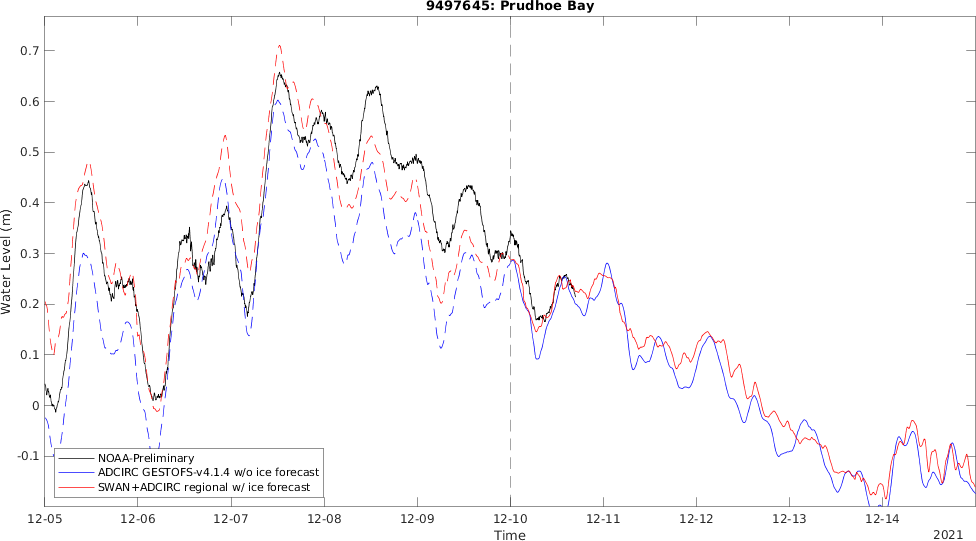 9497645: Prudhoe Bay
Water Level (m)
0.7
0.6
0.5
0.4
0.3
0.2
0.1
0
-0.1
NOAA-Preliminary
ADCIRC GESTOFS-v4.1.4 w/o ice forecast
SWAN+ADCIRC regional w/ ice forecast
12-05 12-06 12-07 12-08 12-09 12-10 12-11 12-12 12-13 12-14
Time
2021